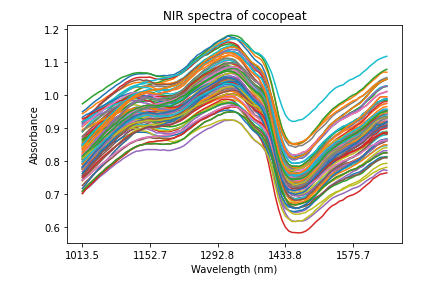 NIR spectra of cocopeat
1.2
1.1
1.0
0.9
0.8
0.7
0.6
Absorbance
1013.5 1152.7 1292.8 1433.8 1575.7
Wavelength (nm)